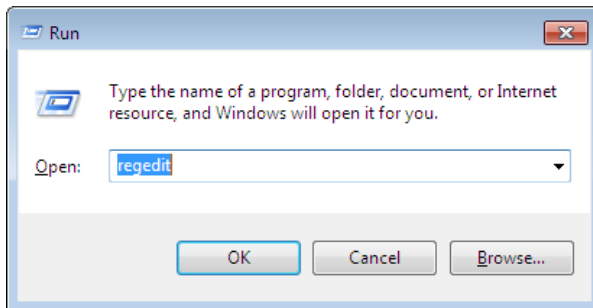 Run
Type the name of a program, folder, document, or Internet
resource, and Windows will open it for you.
Open: regedit
OK Cancel Browse...